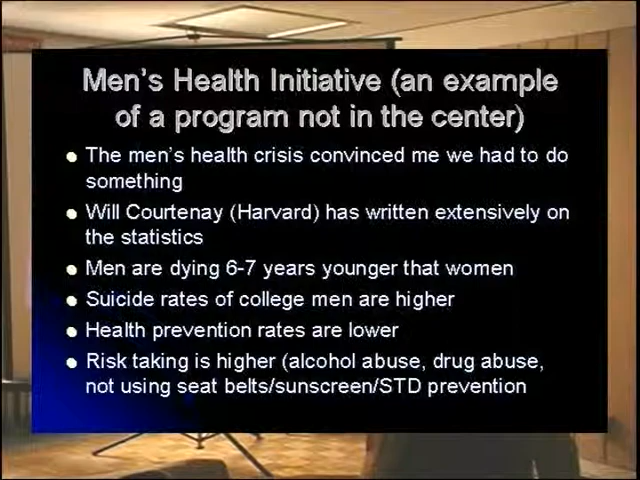 Men's Health Initiative (an example
of a program not in the center)
The men's health crisis convinced me we had to do
something
Will Courtenay (Harvard) has written extensively on
the statistics
Men are dying 6-7 years younger that women
Suicide rates of college men are higher
Health prevention rates are lower
Risk taking is higher (alcohol abuse, drug abuse,
not using seat belts/sunscreen/STD prevention